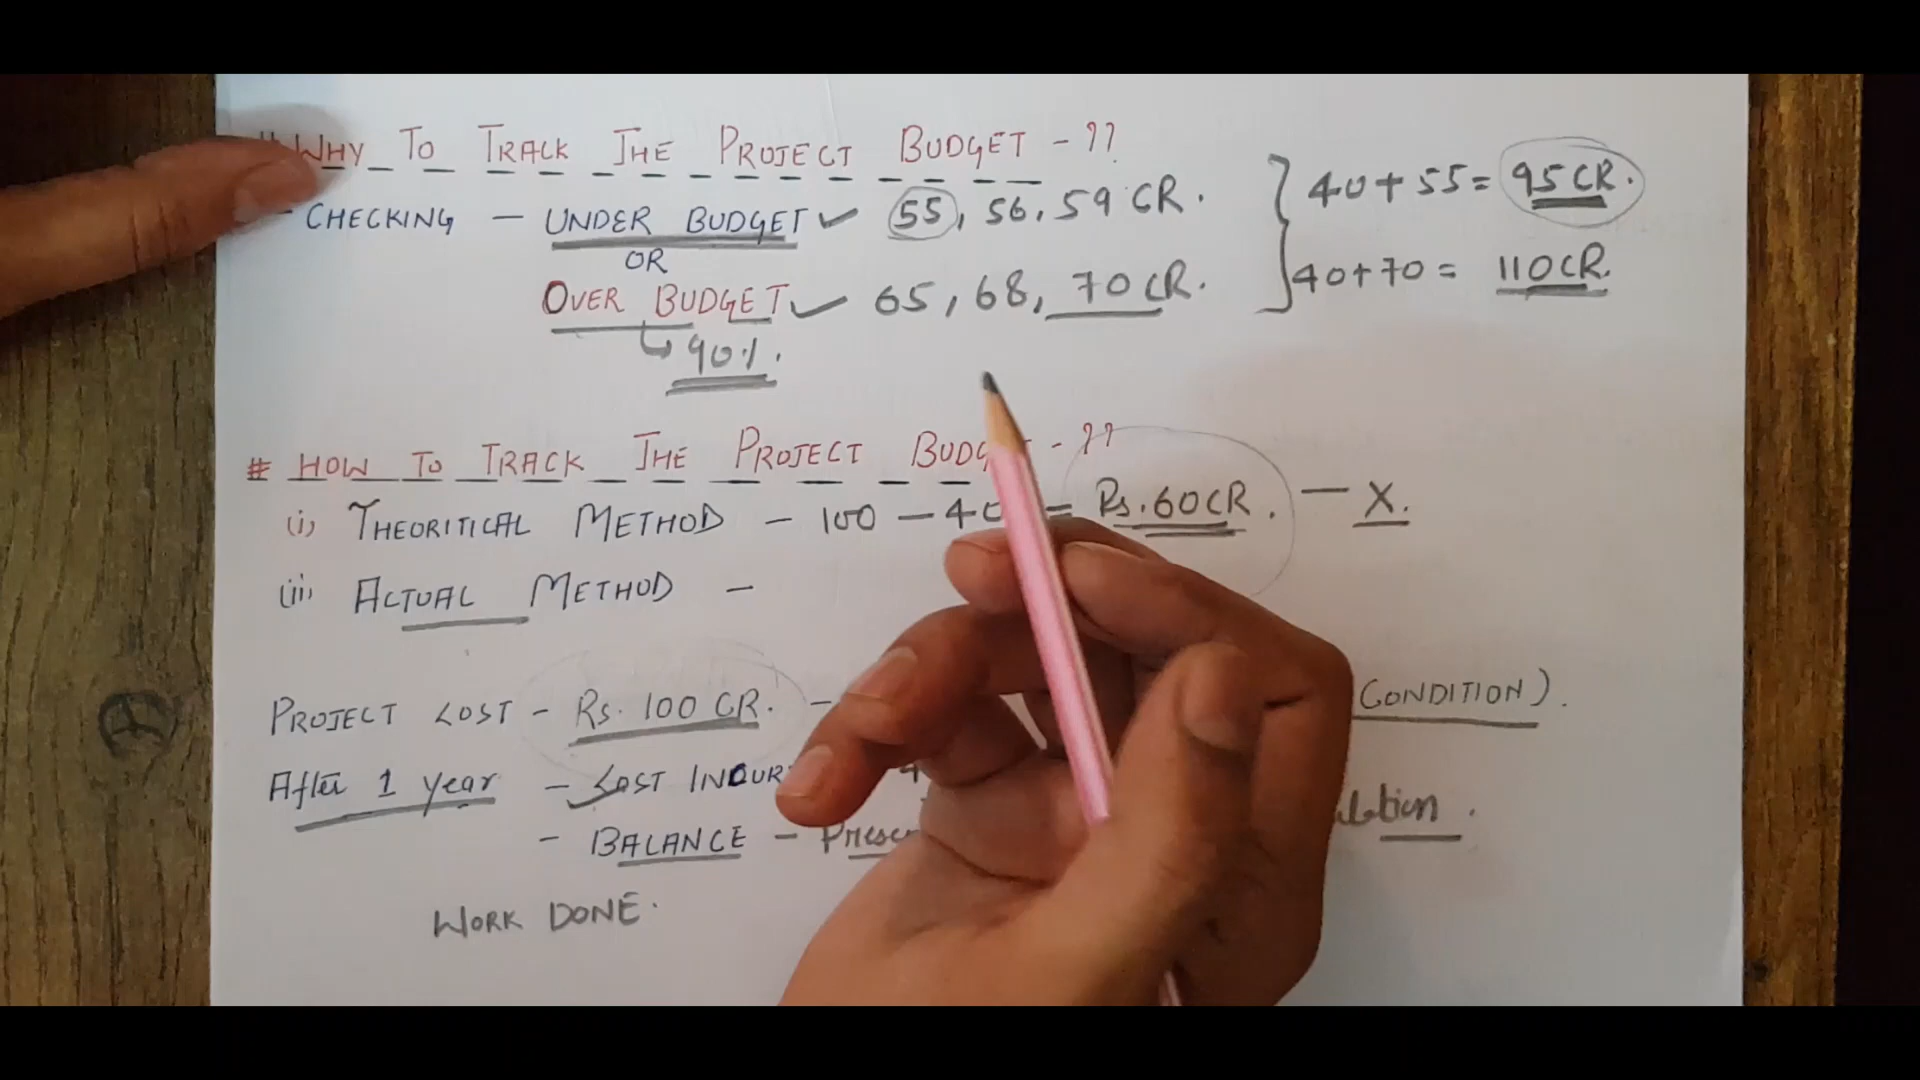 # WHY TO TRACK THE PROJECT BUDGET - ??
- CHECKING - UNDER BUDGET ✓ 55, 56, 59 CR. } 40 + 55 = 95 CR.
OR
OVER BUDGET ✓ 65, 68, 70 CR. 40 + 70 = 110 CR.
↳ 90%.
# HOW TO TRACK THE PROJECT - ??
(i) THEORITICAL METHOD - 100 - 40 = Rs. 60 CR. - X.
(ii) ACTUAL METHOD -
PROJECT COST - Rs. 100 CR. - CONDITION).
After 1 year - COST
- BALANCE -
WORK DONE.